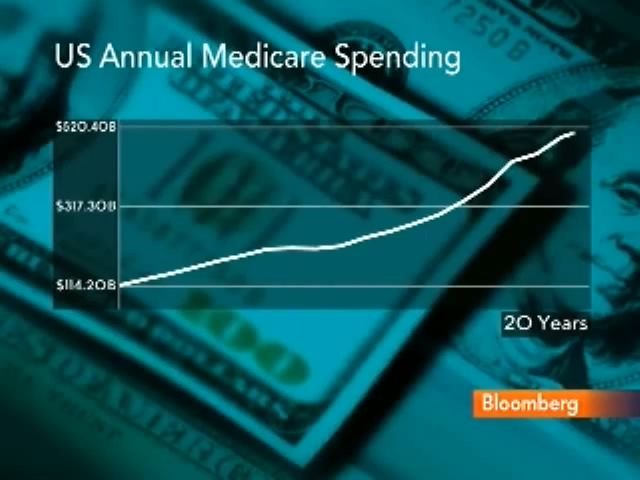 US Annual Medicare Spending
$520.40B
$317.30B
$114.20B
20 Years
Bloomberg